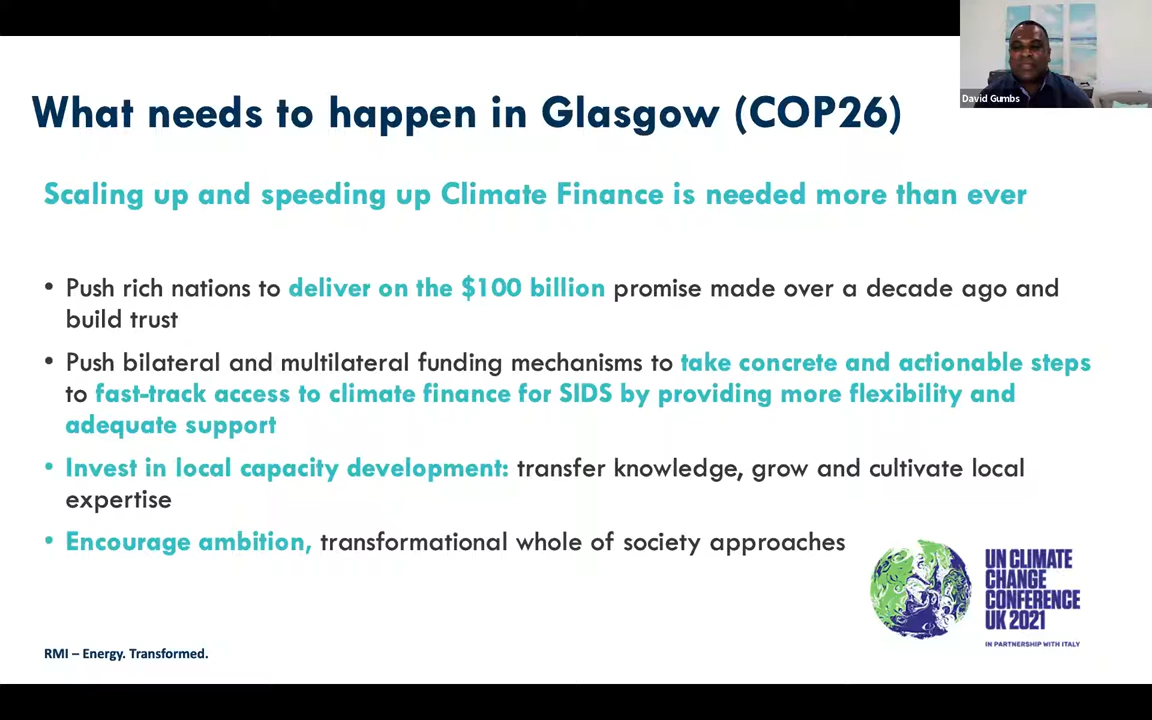 David Gumbs
What needs to happen in Glasgow (COP26)
Scaling up and speeding up Climate Finance is needed more than ever
• Push rich nations to deliver on the $100 billion promise made over a decade ago and
build trust
• Push bilateral and multilateral funding mechanisms to take concrete and actionable steps
to fast-track access to climate finance for SIDS by providing more flexibility and
adequate support
• Invest in local capacity development: transfer knowledge, grow and cultivate local
expertise
• Encourage ambition, transformational whole of society approaches
UN CLIMATE
CHANGE
CONFERENCE
UK 2021
IN PARTNERSHIP WITH ITALY
RMI – Energy. Transformed.